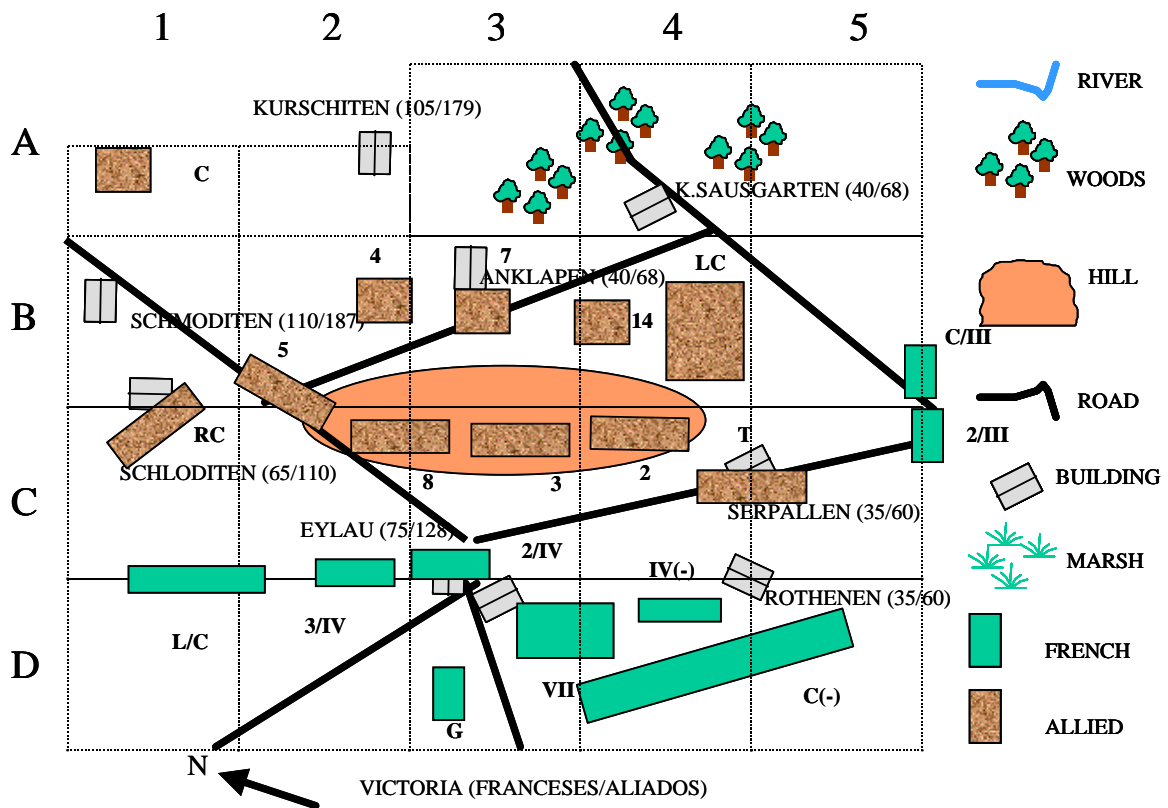 1 2 3 4 5
RIVER
KURSCHITEN (105/179)
A
C
WOODS
K.SAUSGARTEN (40/68)
4 7 LC
ANKLAPEN (40/68)
HILL
B
SCHMODITEN (110/187)
14
C/III
5
ROAD
RC T 2/III
SCHLODITEN (65/110)
8 3 2
BUILDING
C
SERPALLEN (35/60)
EYLAU (75/128)
2/IV
MARSH
IV(-)
ROTHENEN (35/60)
3/IV
L/C
FRENCH
D
VII C(-)
G
ALLIED
N
VICTORIA (FRANCESES/ALIADOS)